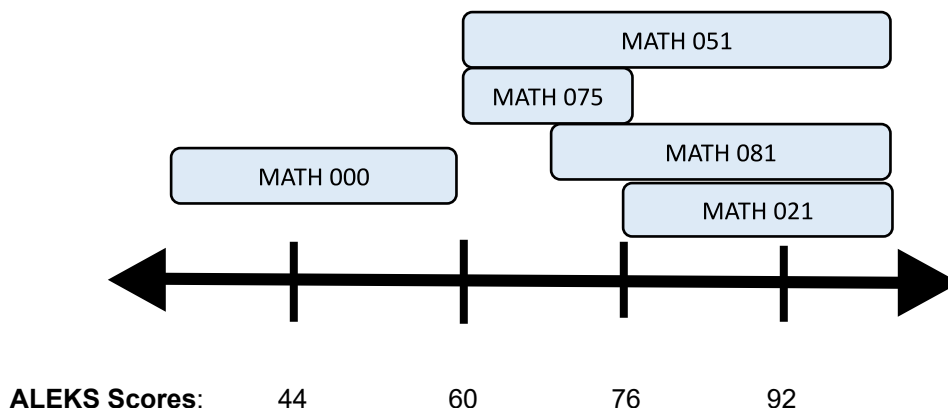 MATH 051
MATH 075
MATH 081
MATH 000
MATH 021
ALEKS Scores: 44 60 76 92